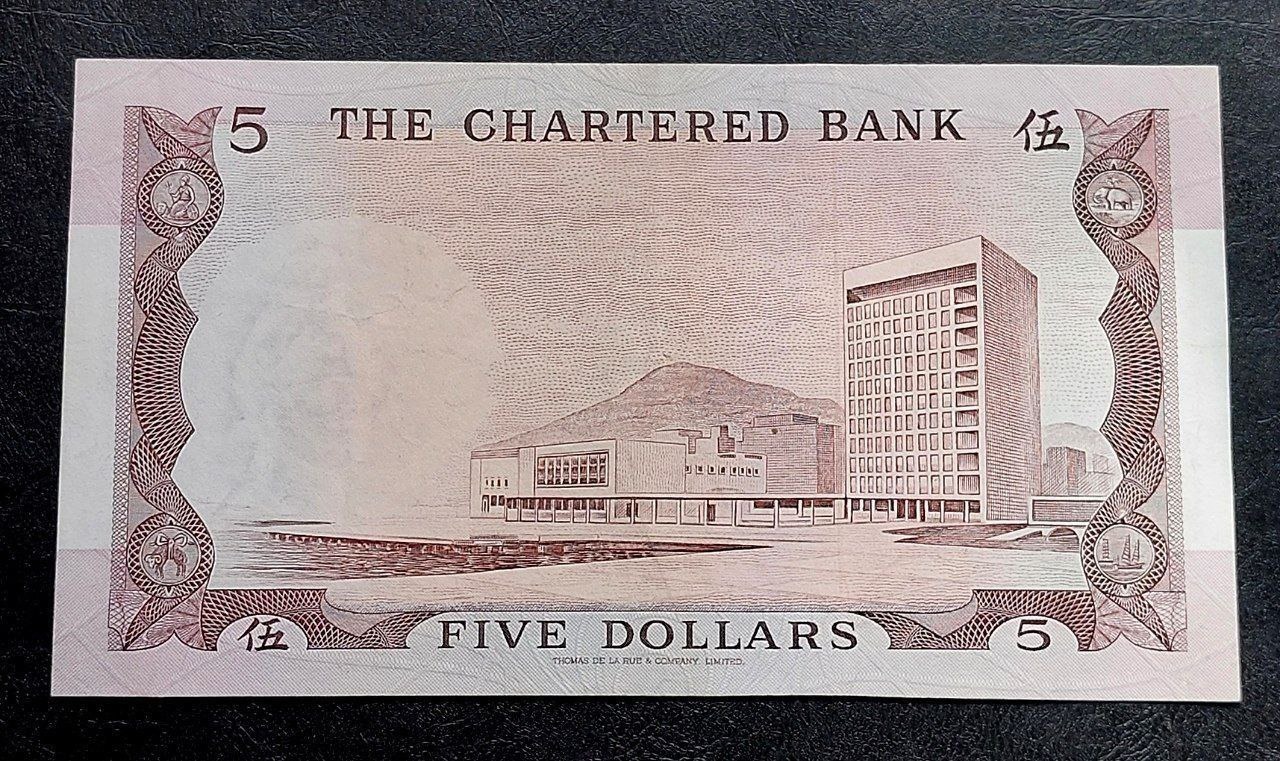 5 THE CHARTERED BANK 伍
伍 FIVE DOLLARS 5
THOMAS DE LA RUE & COMPANY, LIMITED.